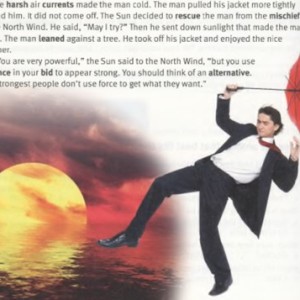 harsh air currents made the man cold. The man pulled his jacket more tightly
d him. It did not come off. The Sun decided to rescue the man from the mischief
e North Wind. He said, “May I try?” Then he sent down sunlight that made the ma
The man leaned against a tree. He took off his jacket and enjoyed the nice
ou are very powerful,” the Sun said to the North Wind, “but you use
nce in your bid to appear strong. You should think of an alternative.
trongest people don’t use force to get what they want.”